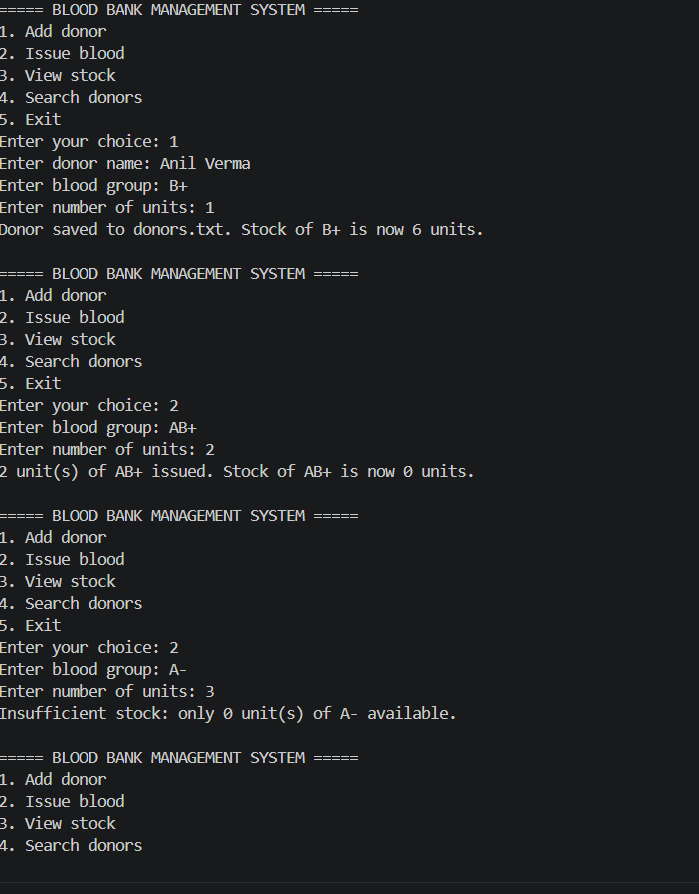 ===== BLOOD BANK MANAGEMENT SYSTEM =====
1. Add donor
2. Issue blood
3. View stock
4. Search donors
5. Exit
Enter your choice: 1
Enter donor name: Anil Verma
Enter blood group: B+
Enter number of units: 1
Donor saved to donors.txt. Stock of B+ is now 6 units.

===== BLOOD BANK MANAGEMENT SYSTEM =====
1. Add donor
2. Issue blood
3. View stock
4. Search donors
5. Exit
Enter your choice: 2
Enter blood group: AB+
Enter number of units: 2
2 unit(s) of AB+ issued. Stock of AB+ is now 0 units.

===== BLOOD BANK MANAGEMENT SYSTEM =====
1. Add donor
2. Issue blood
3. View stock
4. Search donors
5. Exit
Enter your choice: 2
Enter blood group: A-
Enter number of units: 3
Insufficient stock: only 0 unit(s) of A- available.

===== BLOOD BANK MANAGEMENT SYSTEM =====
1. Add donor
2. Issue blood
3. View stock
4. Search donors